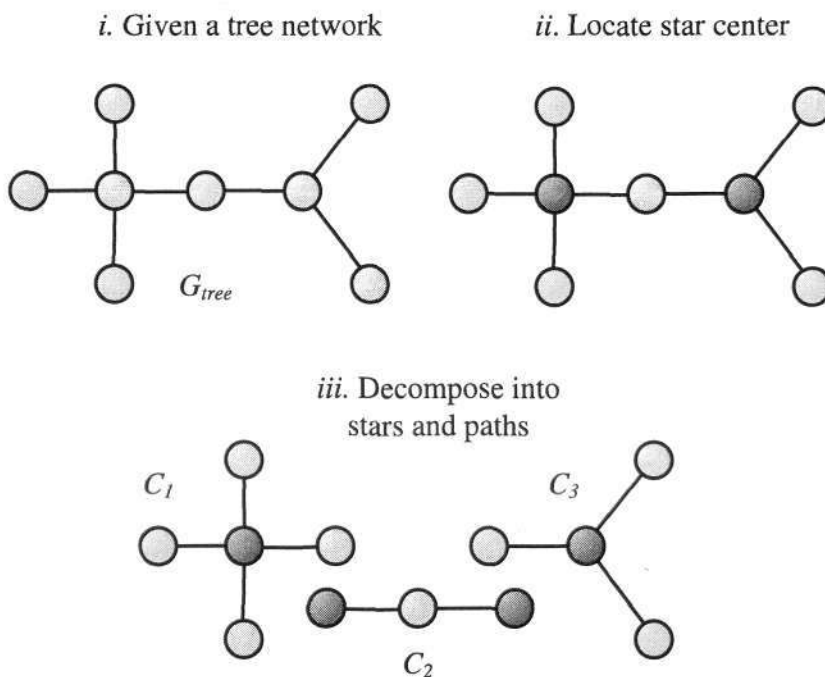 i. Given a tree network
ii. Locate star center
G_tree
iii. Decompose into
stars and paths
C_1
C_3
C_2